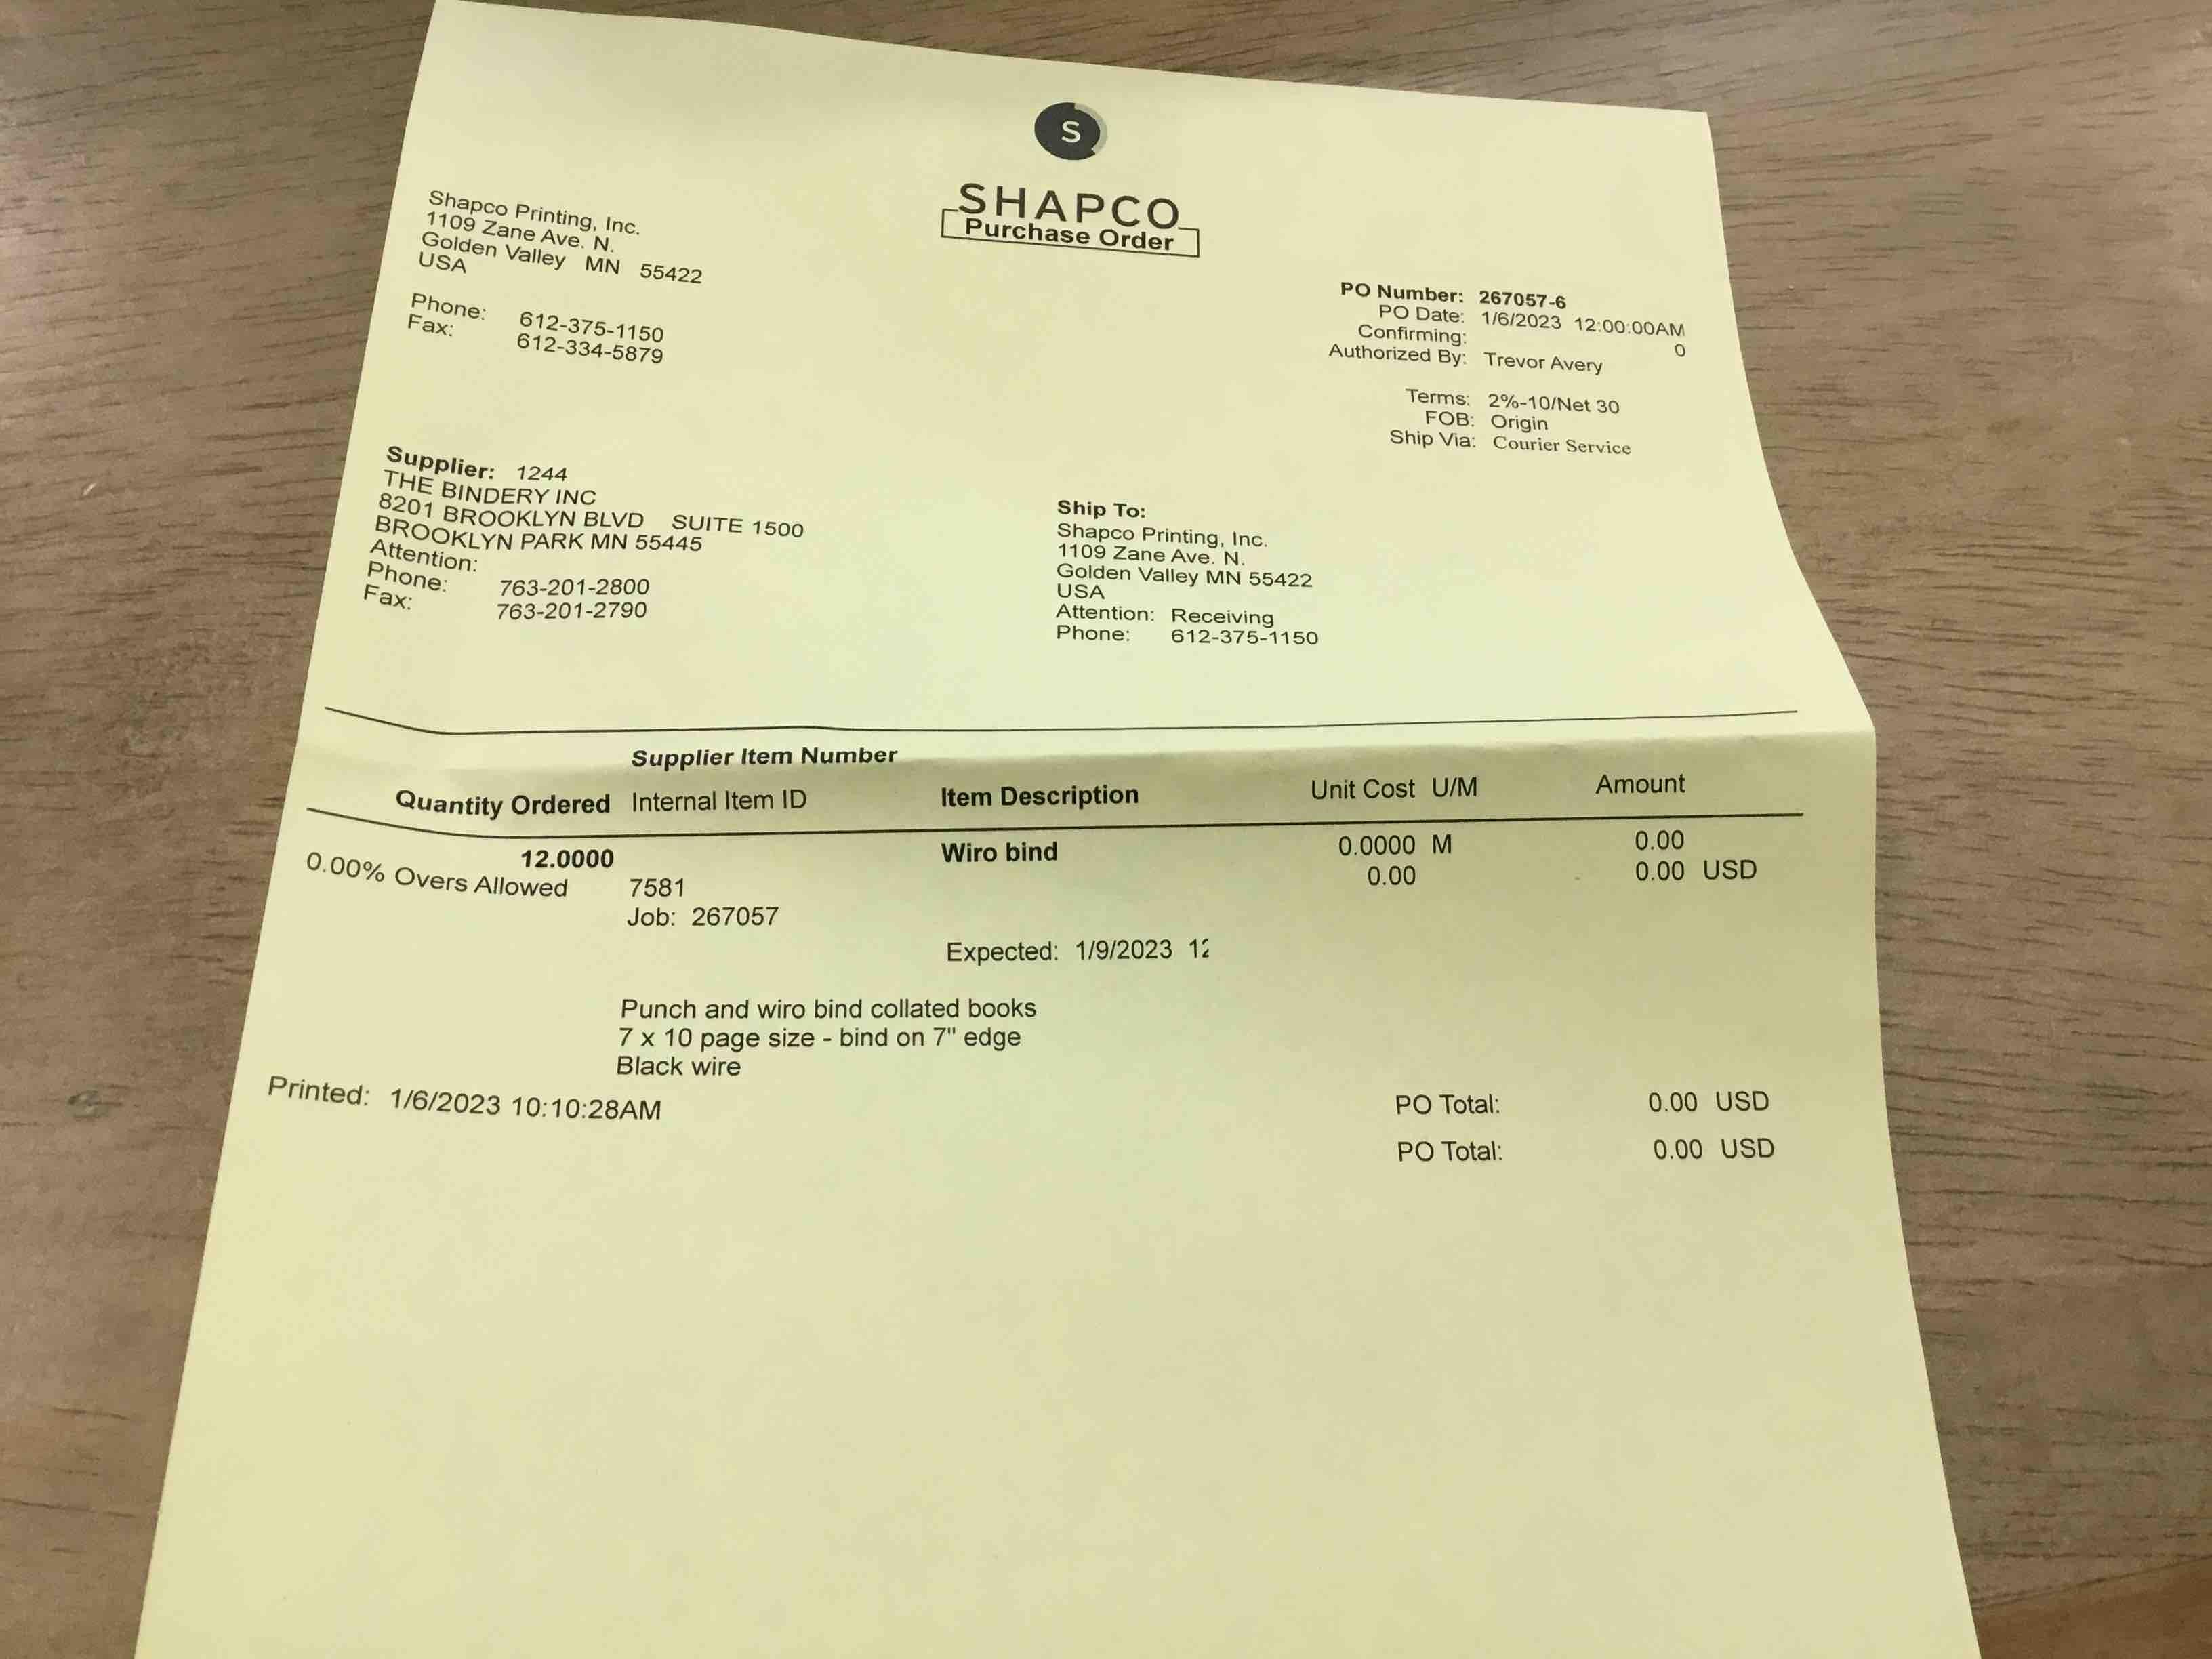 S
SHAPCO
Purchase Order
Shapco Printing, Inc.
1109 Zane Ave. N.
Golden Valley MN 55422
USA
Phone: 612-375-1150
Fax: 612-334-5879
PO Number: 267057-6
PO Date: 1/6/2023 12:00:00AM
Confirming: 0
Authorized By: Trevor Avery
Terms: 2%-10/Net 30
FOB: Origin
Ship Via: Courier Service
Supplier: 1244
THE BINDERY INC
8201 BROOKLYN BLVD SUITE 1500
BROOKLYN PARK MN 55445
Attention:
Phone: 763-201-2800
Fax: 763-201-2790
Ship To:
Shapco Printing, Inc.
1109 Zane Ave. N.
Golden Valley MN 55422
USA
Attention: Receiving
Phone: 612-375-1150
Supplier Item Number
Quantity Ordered Internal Item ID Item Description Unit Cost U/M Amount
12.0000 Wiro bind 0.0000 M 0.00
0.00% Overs Allowed 7581 0.00 0.00 USD
Job: 267057
Expected: 1/9/2023 12
Punch and wiro bind collated books
7 x 10 page size - bind on 7" edge
Black wire
Printed: 1/6/2023 10:10:28AM
PO Total: 0.00 USD
PO Total: 0.00 USD